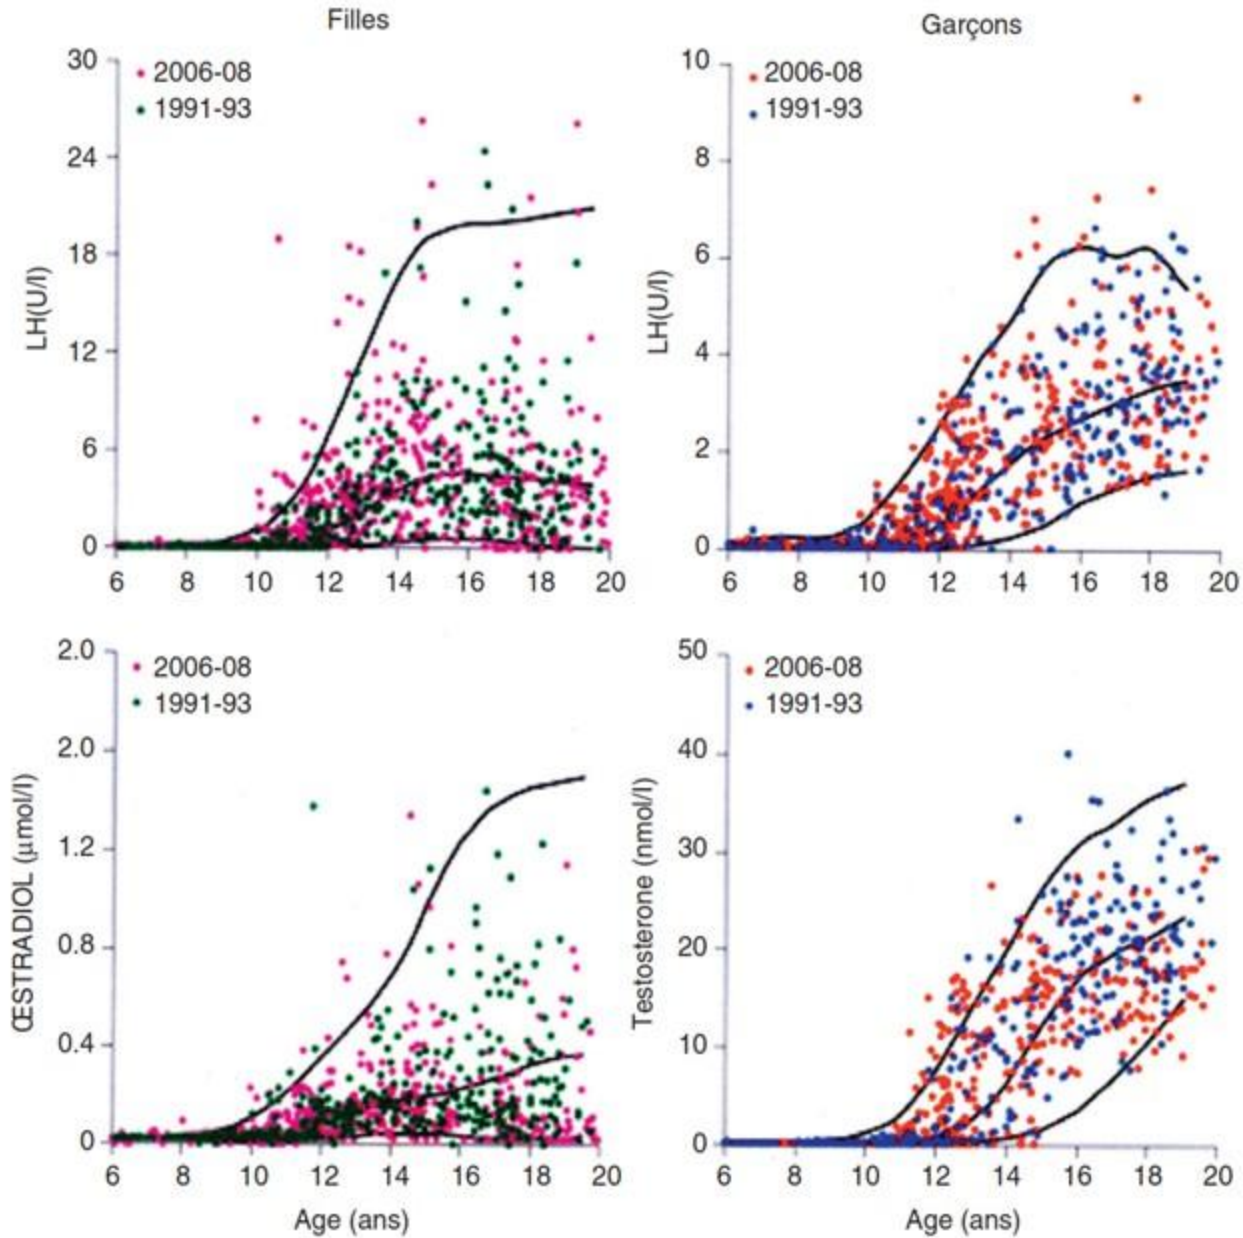 Filles
30
24
18
12
6
0
LH(U/l)
2006-08
1991-93
6 8 10 12 14 16 18 20
Garçons
10
8
6
4
2
0
LH(U/l)
2006-08
1991-93
6 8 10 12 14 16 18 20
2.0
2.0
1.2
0.8
0.4
0
ŒSTRADIOL (µmol/l)
2006-08
1991-93
6 8 10 12 14 16 18 20
Age (ans)
50
40
30
20
10
0
Testosterone (nmol/l)
2006-08
1991-93
6 8 10 12 14 16 18 20
Age (ans)